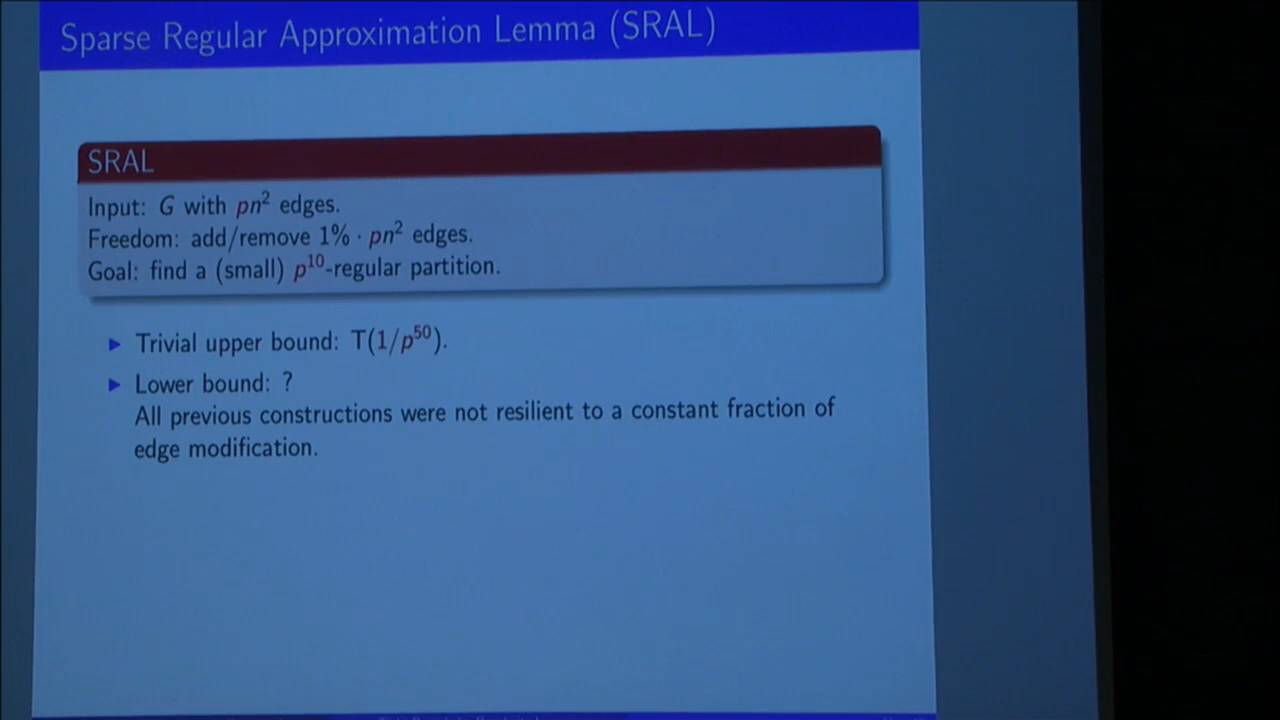 Sparse Regular Approximation Lemma (SRAL)
SRAL
Input: G with pn² edges.
Freedom: add/remove 1% · pn² edges.
Goal: find a (small) p¹⁰-regular partition.
▶ Trivial upper bound: T(1/p⁵⁰).
▶ Lower bound: ?
All previous constructions were not resilient to a constant fraction of
edge modification.